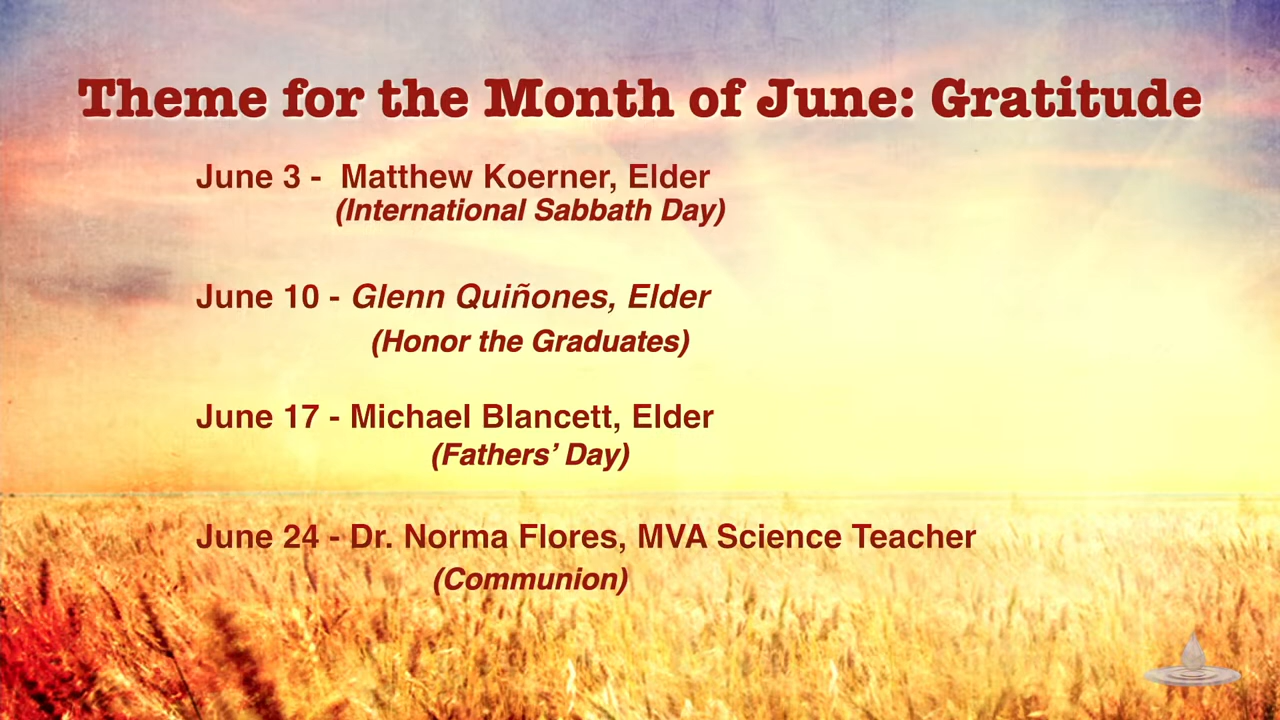 Theme for the Month of June: Gratitude
June 3 - Matthew Koerner, Elder
(International Sabbath Day)
June 10 - Glenn Quiñones, Elder
(Honor the Graduates)
June 17 - Michael Blancett, Elder
(Fathers’ Day)
June 24 - Dr. Norma Flores, MVA Science Teacher
(Communion)